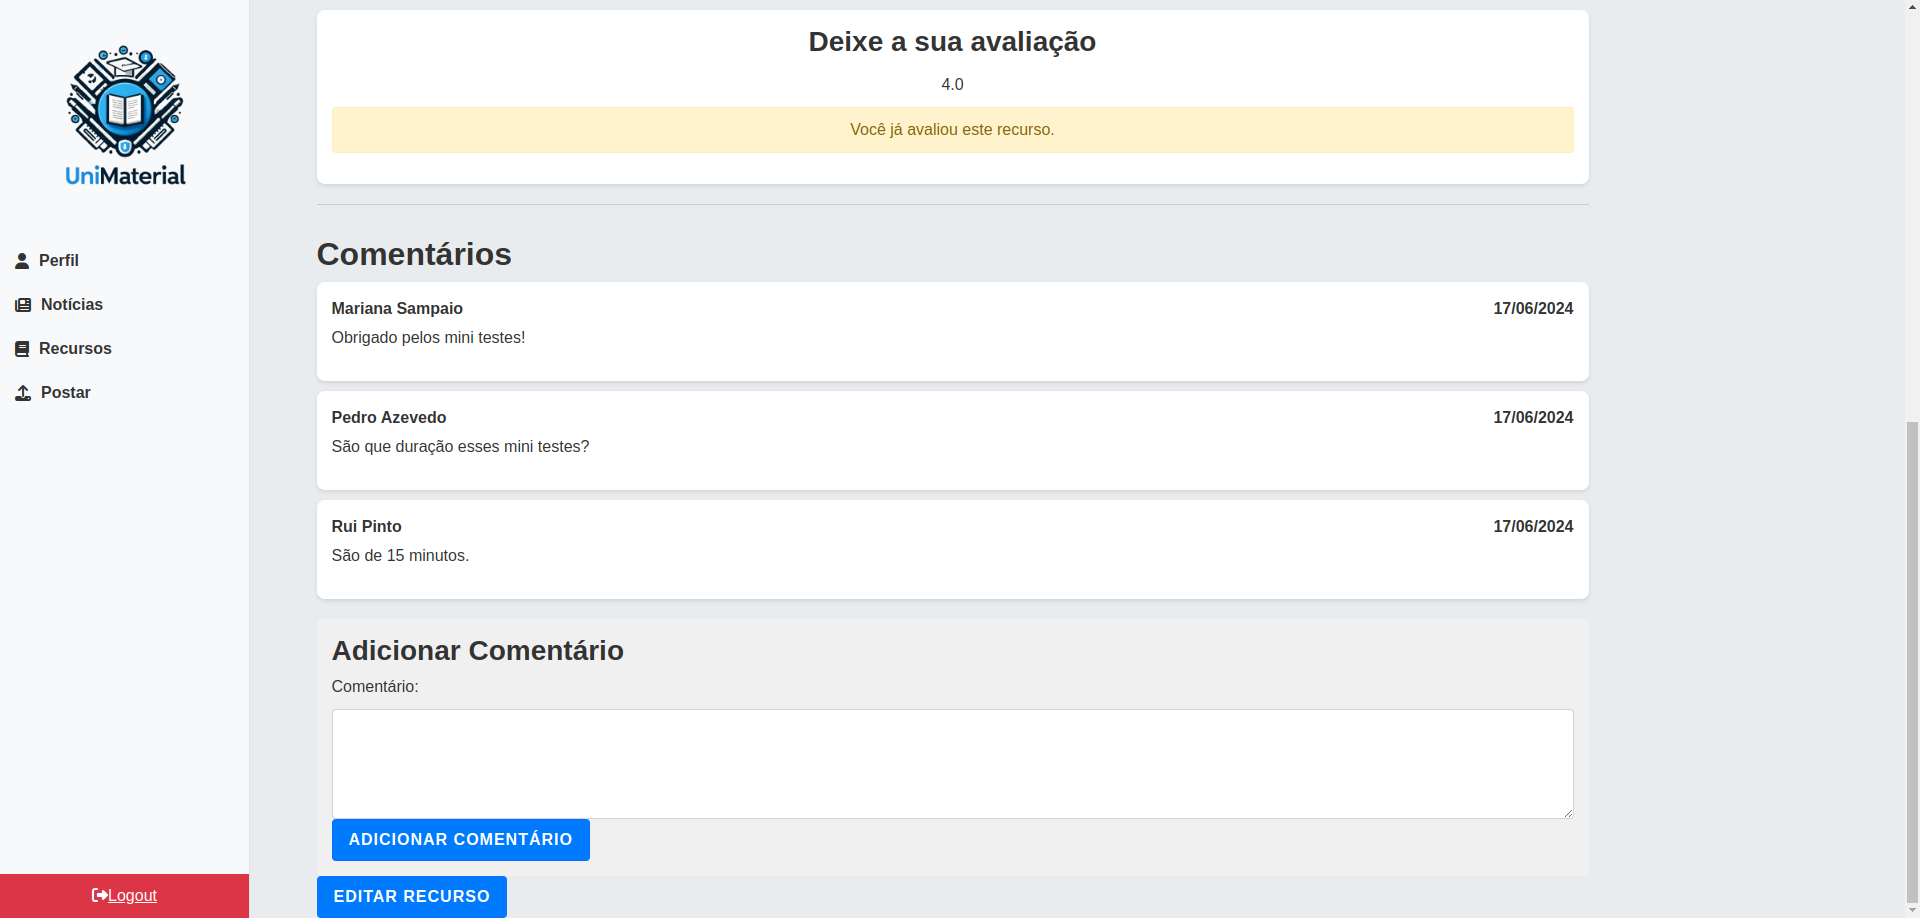 UniMaterial
Perfil
Notícias
Recursos
Postar
Logout
Deixe a sua avaliação
4.0
Você já avaliou este recurso.
Comentários
Mariana Sampaio 17/06/2024
Obrigado pelos mini testes!
Pedro Azevedo 17/06/2024
São que duração esses mini testes?
Rui Pinto 17/06/2024
São de 15 minutos.
Adicionar Comentário
Comentário:
ADICIONAR COMENTÁRIO
EDITAR RECURSO